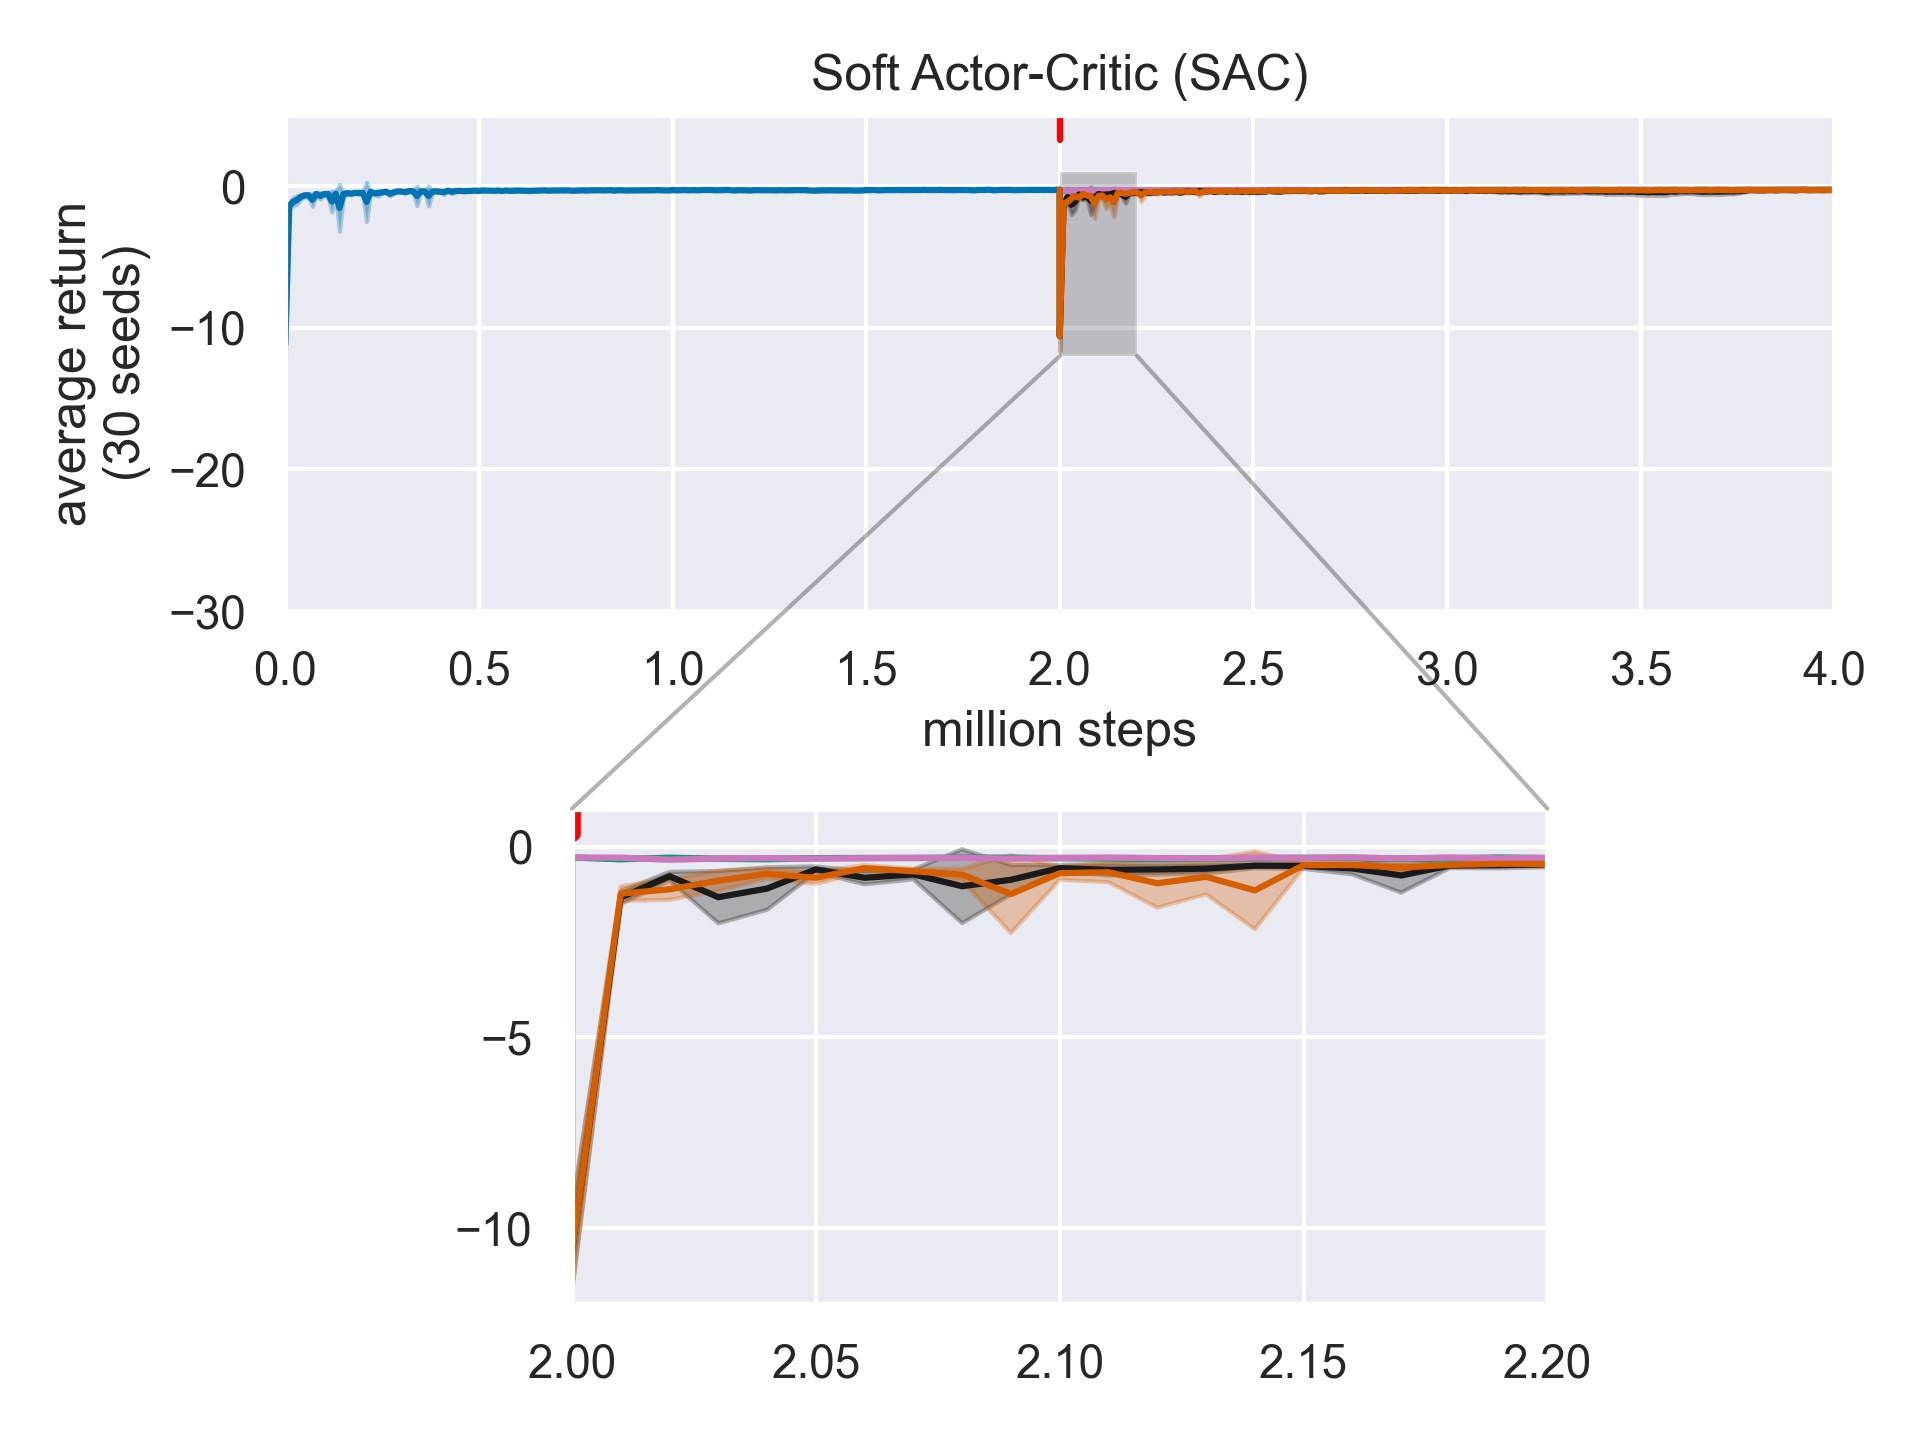 Soft Actor-Critic (SAC)
average return
(30 seeds)
0
−10
−20
−30
0.0 0.5 1.0 1.5 2.0 2.5 3.0 3.5 4.0
million steps
0
−5
−10
2.00 2.05 2.10 2.15 2.20